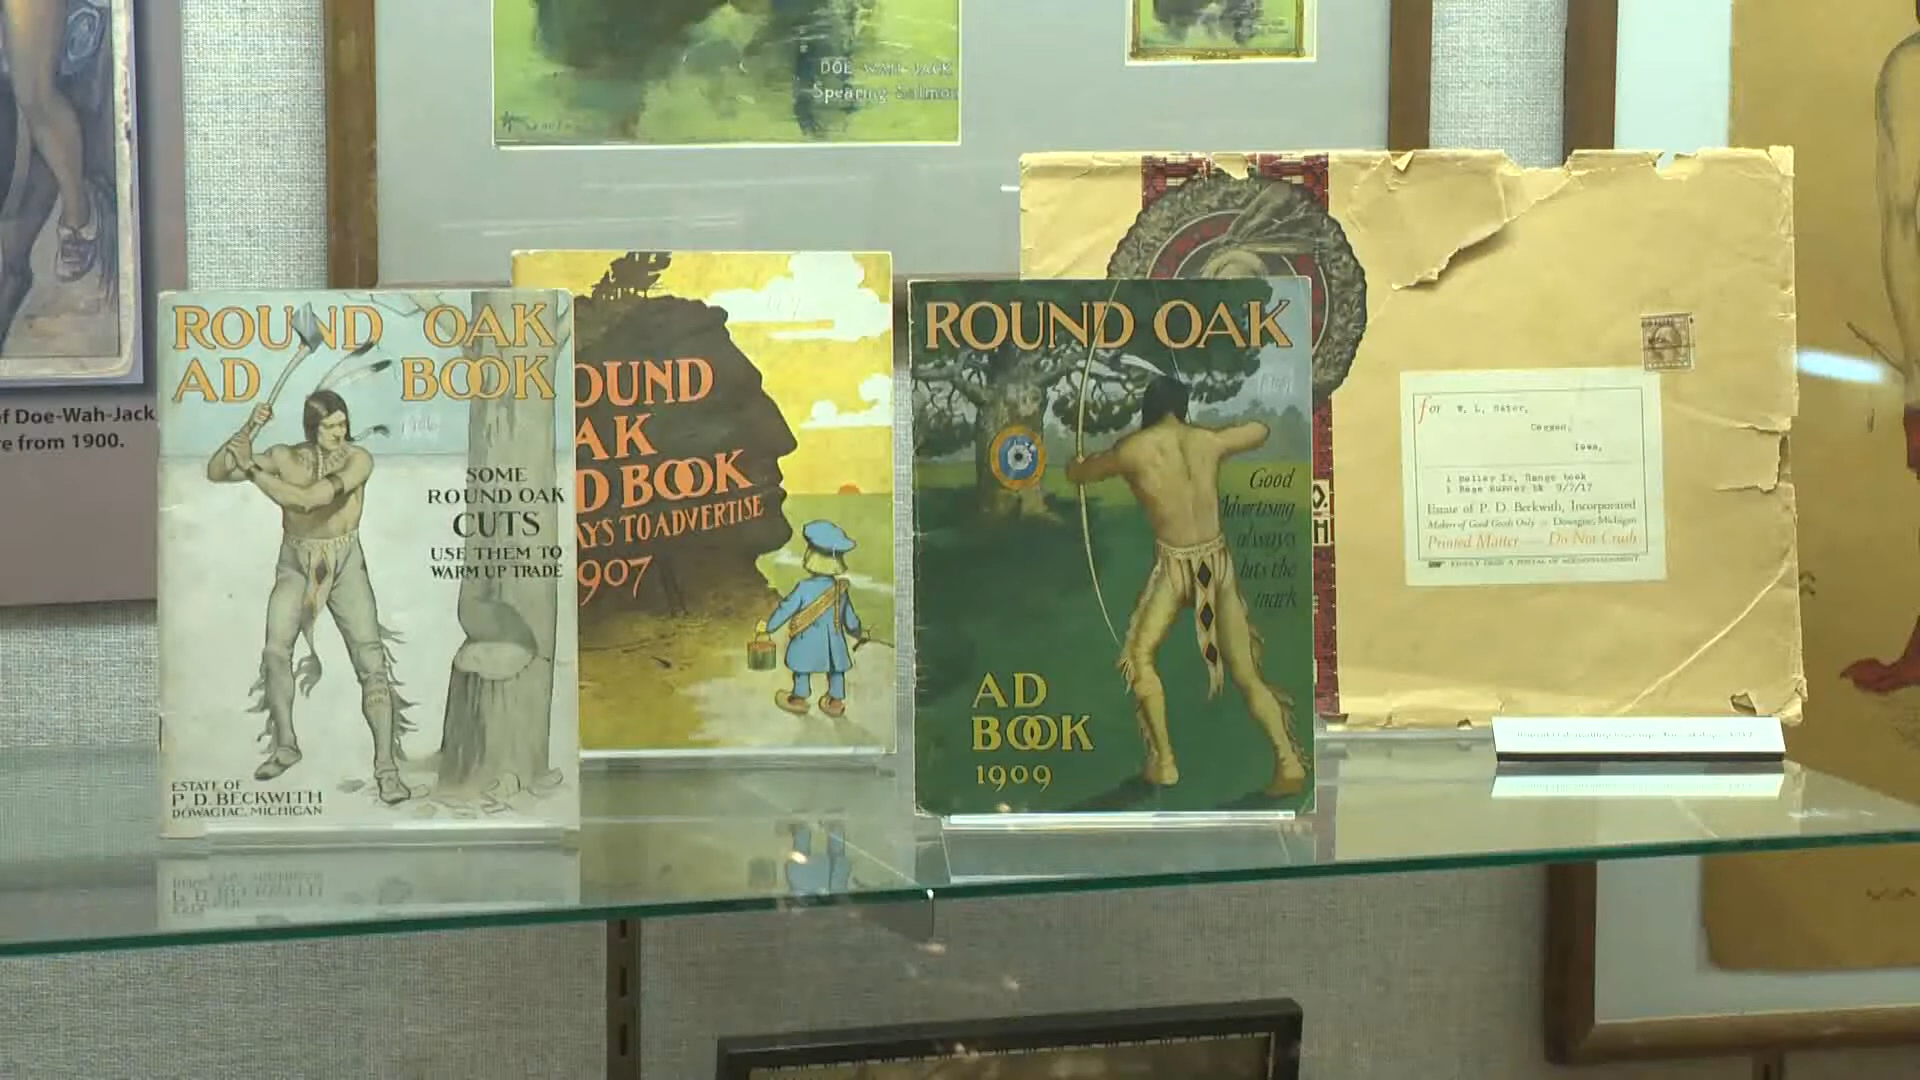 DOE-WAH-JACK
Spearing Salmon
of Doe-Wah-Jack
re from 1900.
ROUND OAK
AD BOOK
SOME
ROUND OAK
CUTS
USE THEM TO
WARM UP TRADE
ESTATE OF
P. D. BECKWITH
DOWAGIAC, MICHIGAN
OUND
AK
D BOOK
AYS TO ADVERTISE
1907
ROUND OAK
Good
Advertising
always
hits the
mark
AD
BOOK
1909
for W. L.
Iowa,
Estate of P. D. Beckwith, Incorporated
Makers of Good Goods Only - Dowagiac, Michigan
Printed Matter — Do Not Crush